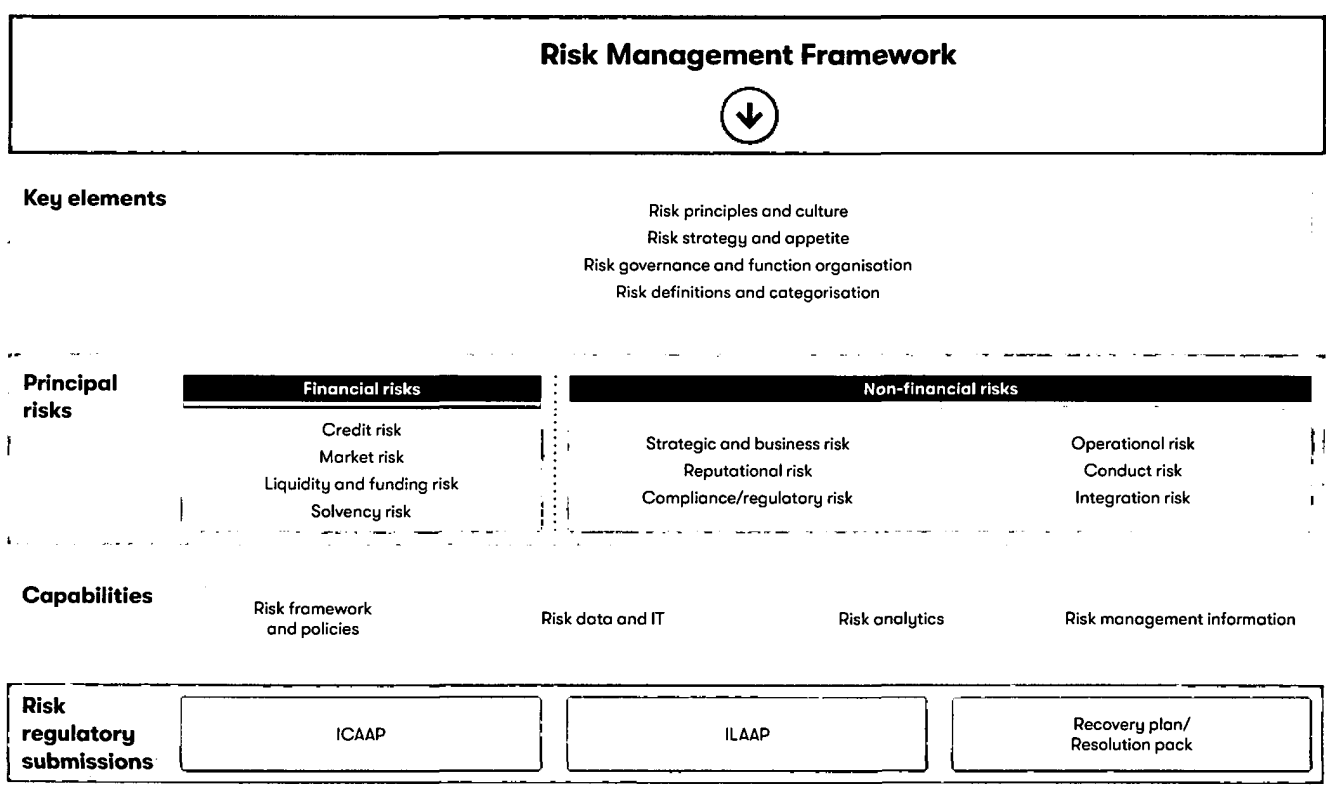 Risk Management Framework
Key elements
Risk principles and culture
Risk strategy and appetite
Risk governance and function organisation
Risk definitions and categorisation
Principal
risks
Financial risks
Credit risk
Market risk
Liquidity and funding risk
Solvency risk
Non-financial risks
Strategic and business risk
Reputational risk
Compliance/regulatory risk
Operational risk
Conduct risk
Integration risk
Capabilities
Risk framework
and policies
Risk data and IT
Risk analytics
Risk management information
Risk
regulatory
submissions
ICAAP
ILAAP
Recovery plan/
Resolution pack